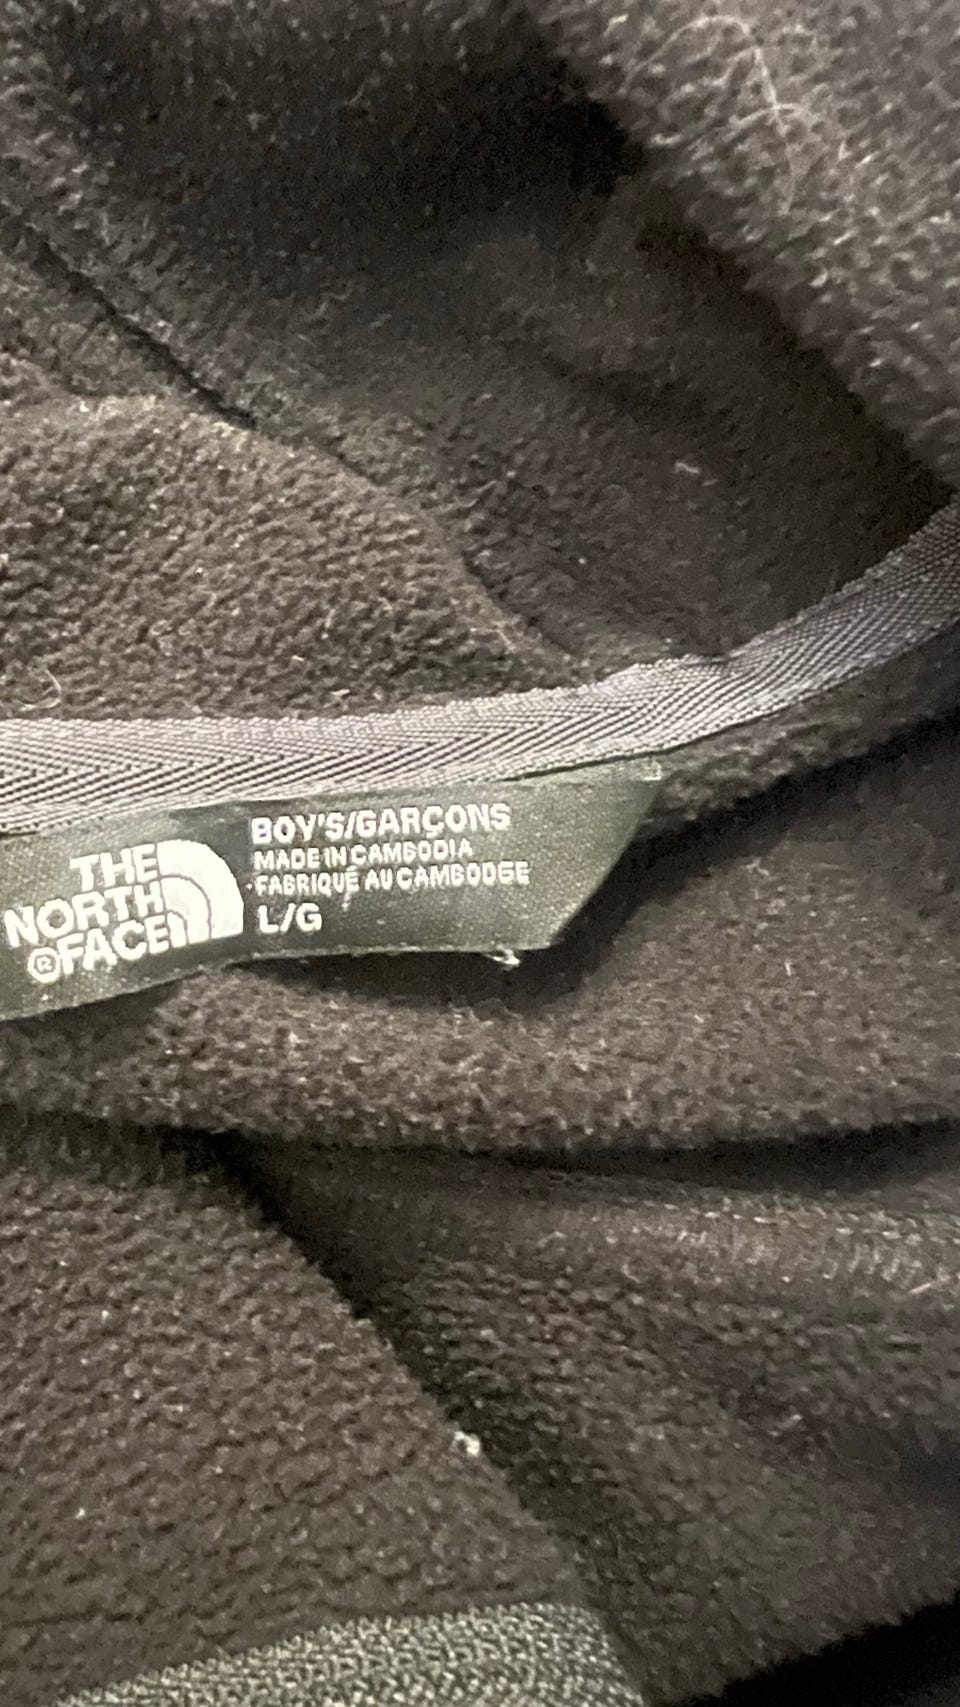 THE
NORTH
®FACE
BOY'S/GARÇONS
MADE IN CAMBODIA
FABRIQUÉ AU CAMBODGE
L/G